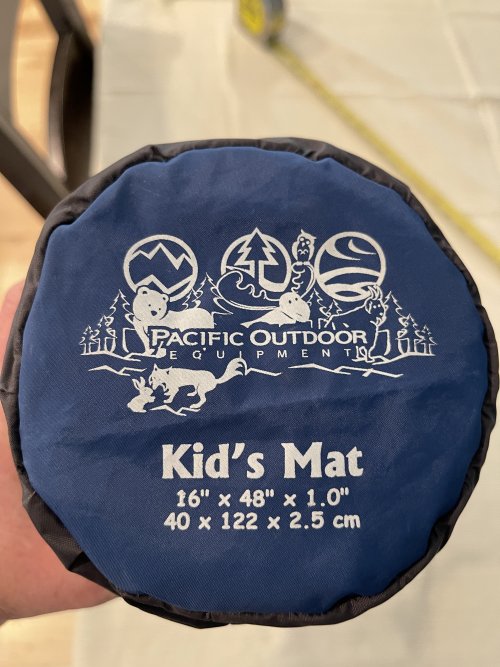 PACIFIC OUTDOOR
EQUIPMENT
Kid's Mat
16" x 48" x 1.0"
40 x 122 x 2.5 cm